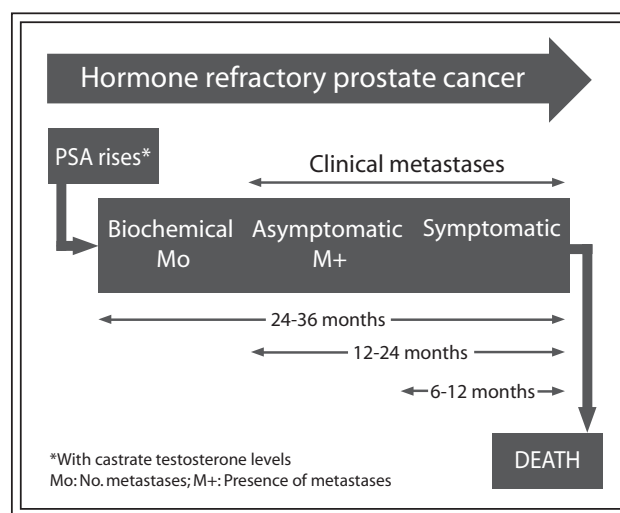 Hormone refractory prostate cancer
PSA rises*
Clinical metastases
Biochemical Asymptomatic Symptomatic
Mo M+
24-36 months
12-24 months
6-12 months
*With castrate testosterone levels
Mo: No. metastases; M+: Presence of metastases
DEATH